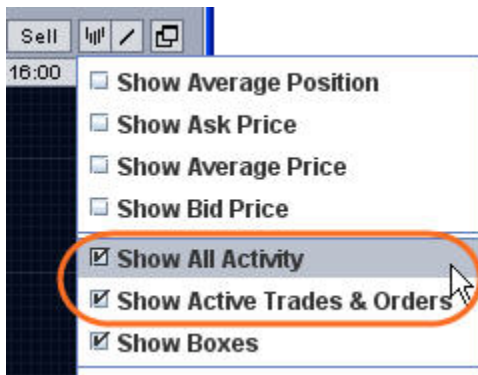 Sell
16:00
Show Average Position
Show Ask Price
Show Average Price
Show Bid Price
Show All Activity
Show Active Trades & Orders
Show Boxes